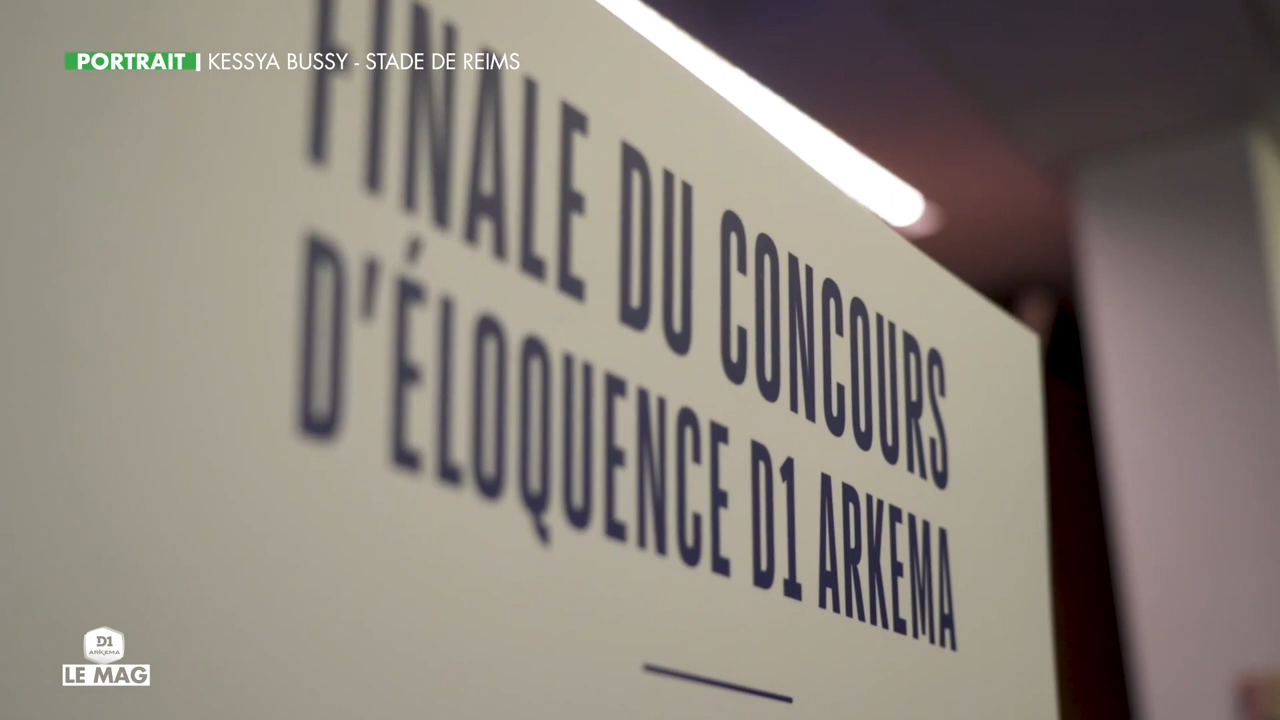 PORTRAIT | KESSYA BUSSY - STADE DE REIMS
FINALE DU CONCOURS
D'ÉLOQUENCE D1 ARKEMA
D1
ARKEMA
LE MAG